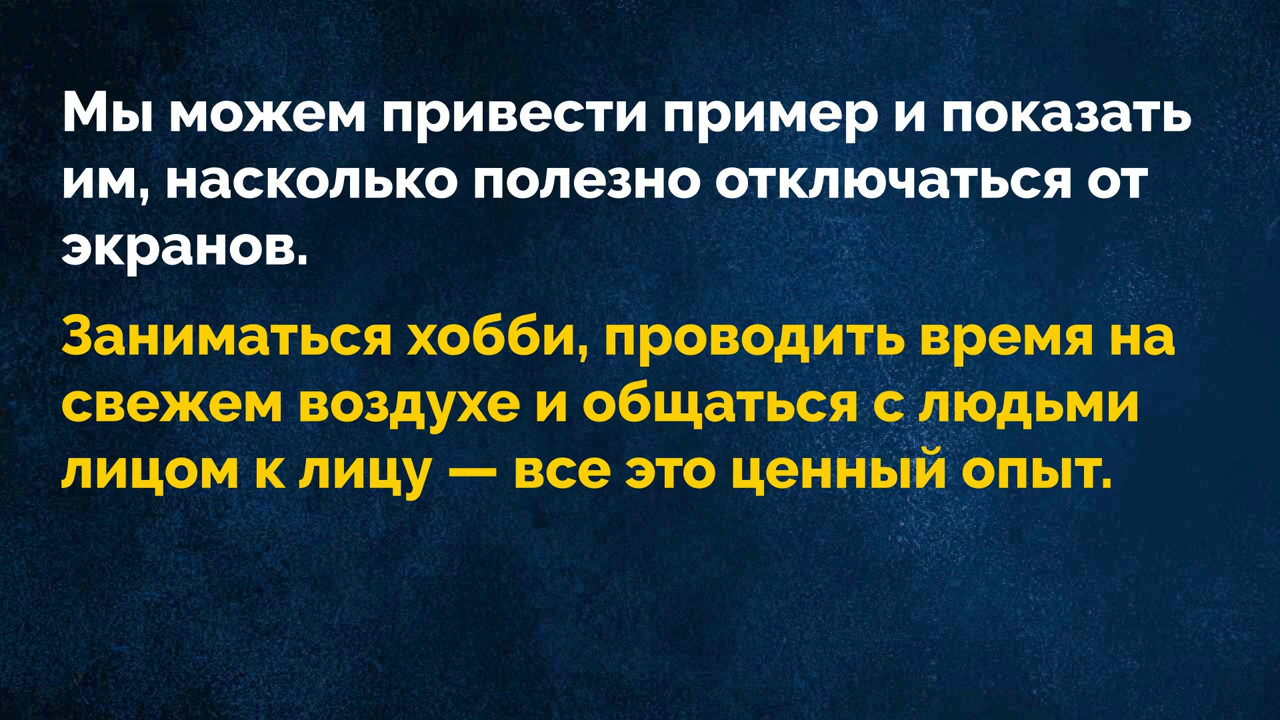 Мы можем привести пример и показать
им, насколько полезно отключаться от
экранов.
Заниматься хобби, проводить время на
свежем воздухе и общаться с людьми
лицом к лицу — все это ценный опыт.